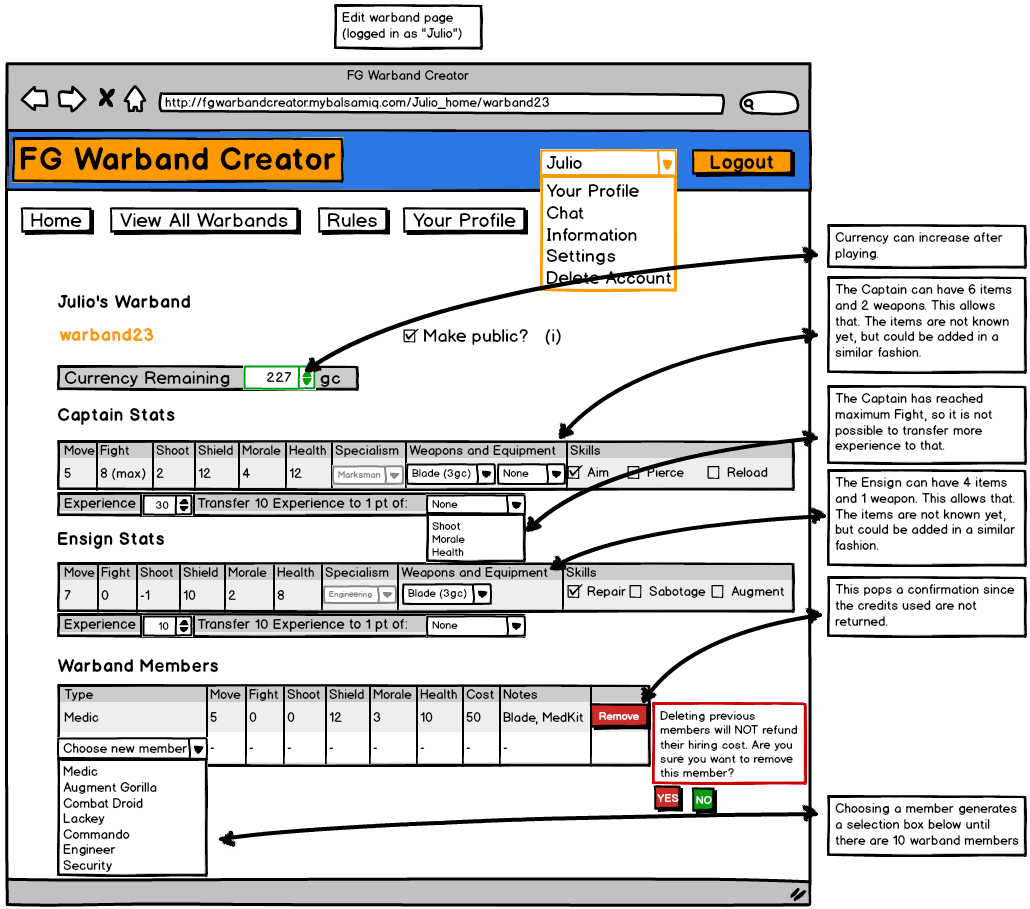 Edit warband page
(logged in as "Julio")
FG Warband Creator
http://fgwarbandcreator.mybalsamiq.com/Julio_home/warband23
FG Warband Creator
Julio
Logout
Your Profile
Chat
Information
Settings
Delete Account
Home
View All Warbands
Rules
Your Profile
Julio's Warband
warband23
Make public? (i)
Currency Remaining 227 gc
Captain Stats
Move Fight Shoot Shield Morale Health Specialism Weapons and Equipment Skills
5 8 (max) 2 12 4 12 Marksman Blade (3gc) None Aim Pierce Reload
Experience 30 Transfer 10 Experience to 1 pt of: None
Shoot
Morale
Health
Ensign Stats
Move Fight Shoot Shield Morale Health Specialism Weapons and Equipment Skills
7 0 -1 10 2 8 Engineering Blade (3gc) Repair Sabotage Augment
Experience 10 Transfer 10 Experience to 1 pt of: None
Warband Members
Type Move Fight Shoot Shield Morale Health Cost Notes
Medic 5 0 0 12 3 10 50 Blade, MedKit Remove
Choose new member - - - - - - - -
Medic
Augment Gorilla
Combat Droid
Lackey
Commando
Engineer
Security
Deleting previous
members will NOT refund
their hiring cost. Are you
sure you want to remove
this member?
YES NO
Currency can increase after
playing.
The Captain can have 6 items
and 2 weapons. This allows
that. The items are not known
yet, but could be added in a
similar fashion.
The Captain has reached
maximum Fight, so it is not
possible to transfer more
experience to that.
The Ensign can have 4 items
and 1 weapon. This allows that.
The items are not known yet,
but could be added in a similar
fashion.
This pops a confirmation since
the credits used are not
returned.
Choosing a member generates
a selection box below until
there are 10 warband members